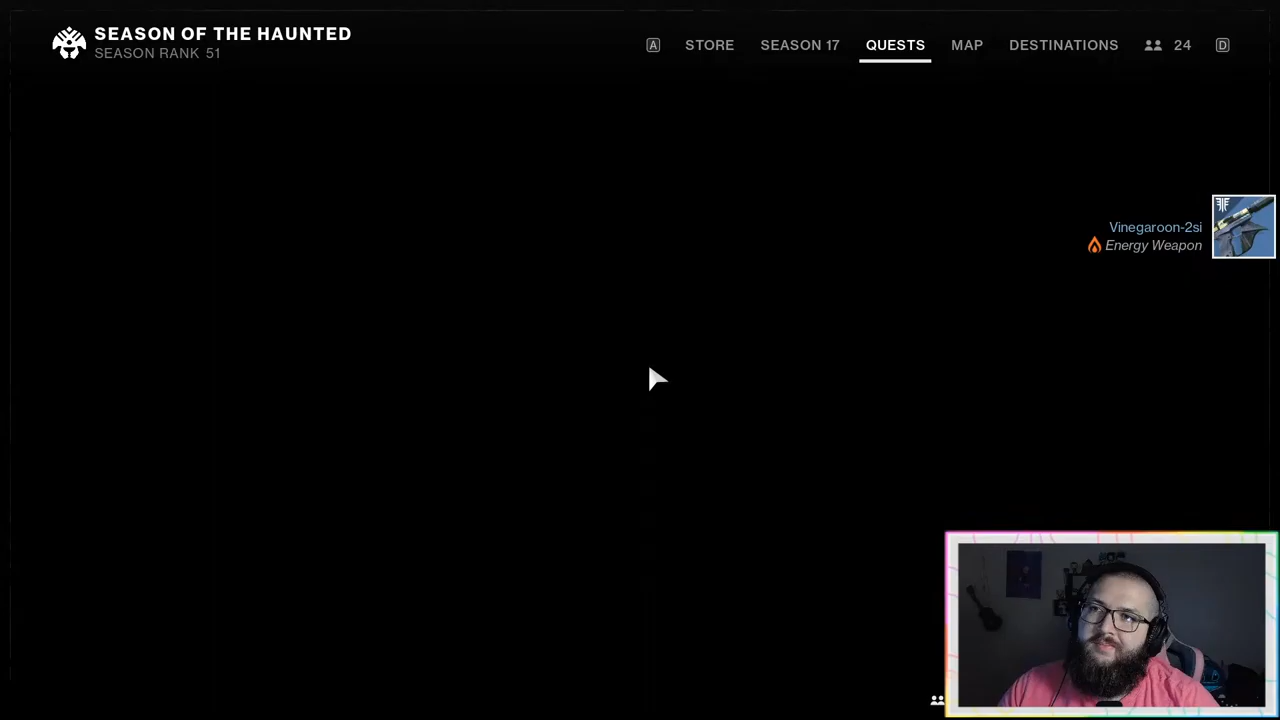 SEASON OF THE HAUNTED
SEASON RANK 51
A STORE SEASON 17 QUESTS MAP DESTINATIONS 24 D
Vinegaroon-2si
Energy Weapon